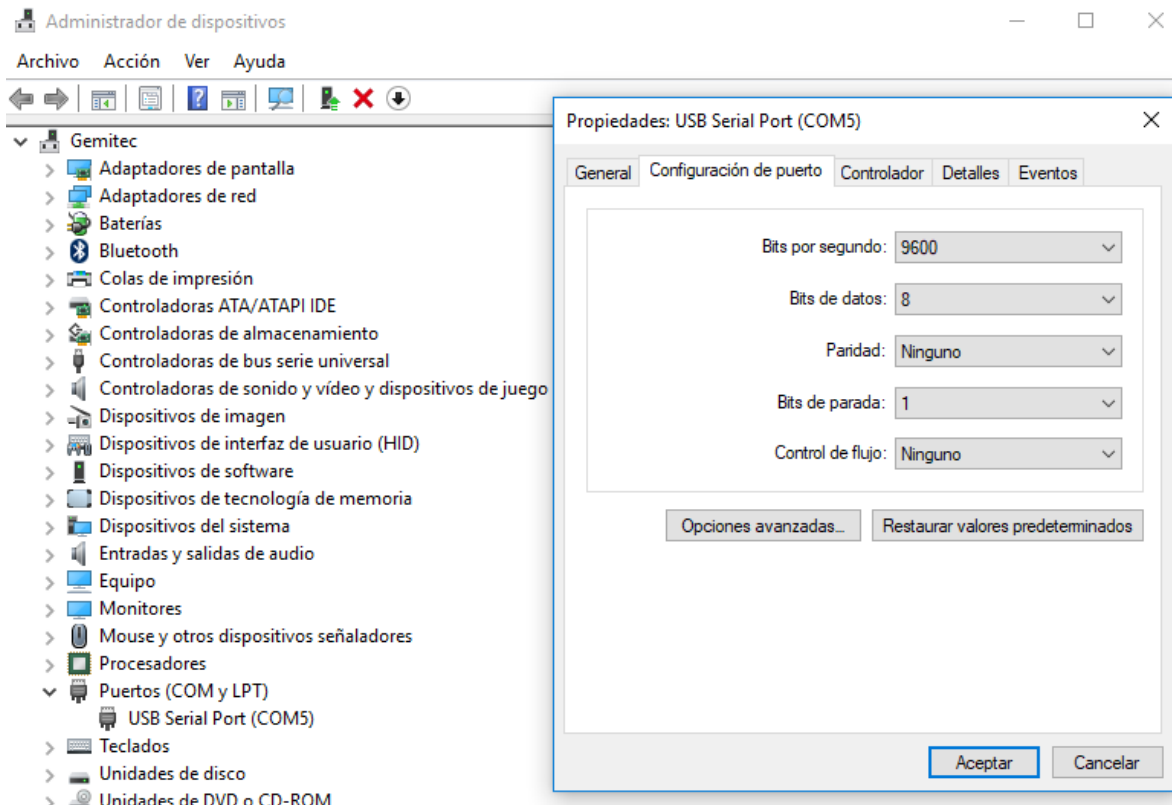 Administrador de dispositivos
Archivo Acción Ver Ayuda
Gemitec
Adaptadores de pantalla
Adaptadores de red
Baterías
Bluetooth
Colas de impresión
Controladoras ATA/ATAPI IDE
Controladoras de almacenamiento
Controladoras de bus serie universal
Controladoras de sonido y vídeo y dispositivos de juego
Dispositivos de imagen
Dispositivos de interfaz de usuario (HID)
Dispositivos de software
Dispositivos de tecnología de memoria
Dispositivos del sistema
Entradas y salidas de audio
Equipo
Monitores
Mouse y otros dispositivos señaladores
Procesadores
Puertos (COM y LPT)
USB Serial Port (COM5)
Teclados
Unidades de disco
Unidades de DVD o CD-ROM
Propiedades: USB Serial Port (COM5)
General Configuración de puerto Controlador Detalles Eventos
Bits por segundo: 9600
Bits de datos: 8
Paridad: Ninguno
Bits de parada: 1
Control de flujo: Ninguno
Opciones avanzadas... Restaurar valores predeterminados
Aceptar Cancelar